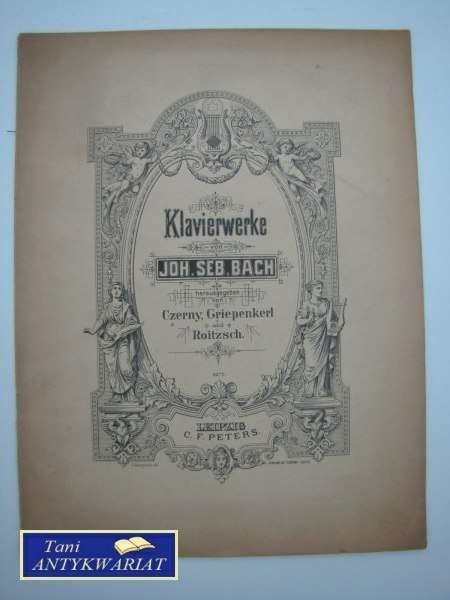 Klavierwerke
von
JOH. SEB. BACH
herausgegeben
von
Czerny, Griepenkerl
und
Roitzsch.
LEIPZIG
C. F. PETERS.
Tani
ANTYKWARIAT